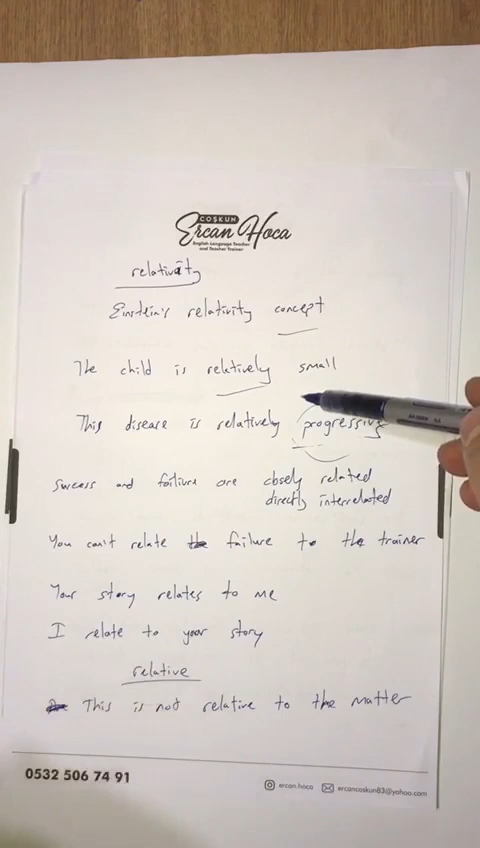 COŞKUN
Ercan Hoca
English Language Teacher
and Teacher Trainer
relativity
Einstein's relativity concept
The child is relatively small
This disease is relatively progressive
Success and failure are closely related
directly interrelated
You can't relate failure to the trainer
Your story relates to me
I relate to your story
relative
This is not relative to the matter
0532 506 74 91
ercan.hoca
ercancoskun83@yahoo.com